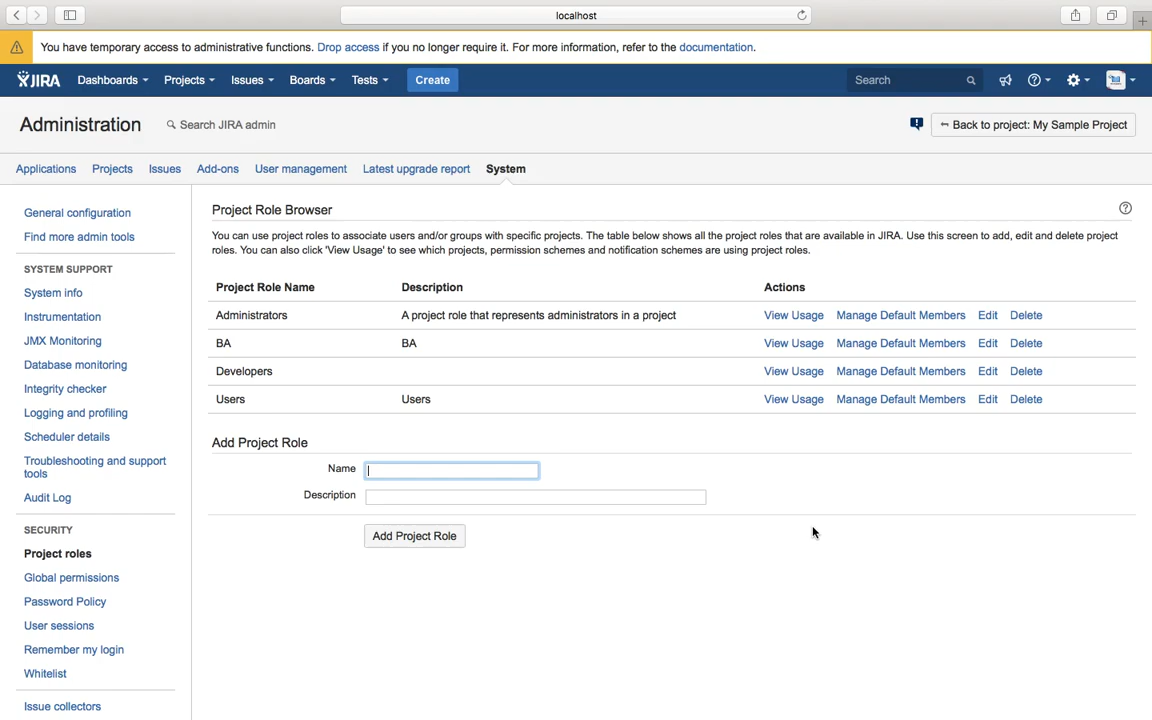 localhost
You have temporary access to administrative functions. Drop access if you no longer require it. For more information, refer to the documentation.
JIRA Dashboards Projects Issues Boards Tests Create Search
Administration Search JIRA admin Back to project: My Sample Project
Applications Projects Issues Add-ons User management Latest upgrade report System
General configuration
Find more admin tools
SYSTEM SUPPORT
System info
Instrumentation
JMX Monitoring
Database monitoring
Integrity checker
Logging and profiling
Scheduler details
Troubleshooting and support
tools
Audit Log
SECURITY
Project roles
Global permissions
Password Policy
User sessions
Remember my login
Whitelist
Issue collectors
Project Role Browser
You can use project roles to associate users and/or groups with specific projects. The table below shows all the project roles that are available in JIRA. Use this screen to add, edit and delete project
roles. You can also click 'View Usage' to see which projects, permission schemes and notification schemes are using project roles.
Project Role Name Description Actions
Administrators A project role that represents administrators in a project View Usage Manage Default Members Edit Delete
BA BA View Usage Manage Default Members Edit Delete
Developers View Usage Manage Default Members Edit Delete
Users Users View Usage Manage Default Members Edit Delete
Add Project Role
Name
Description
Add Project Role